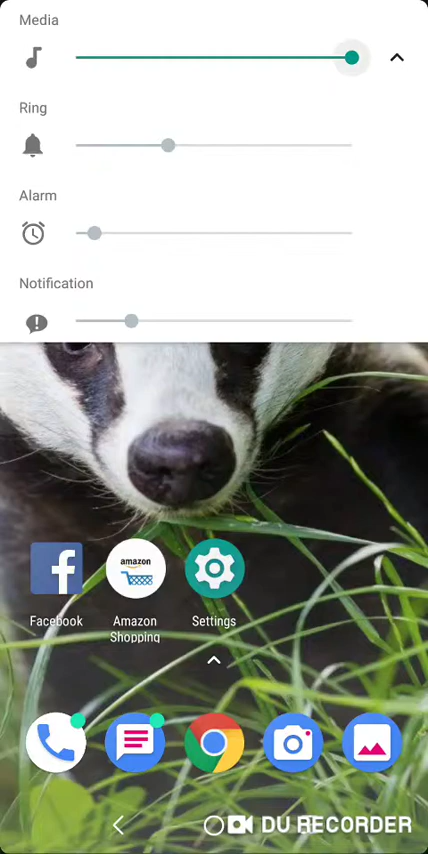 Media
Ring
Alarm
Notification
amazon
Facebook
Amazon
Shopping
Settings
DU RECORDER